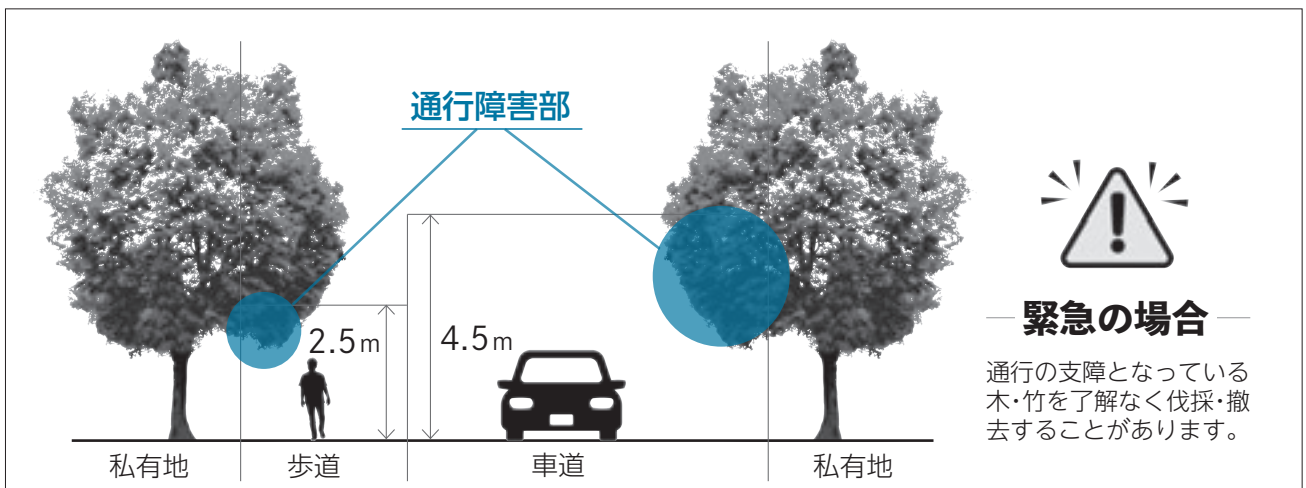 通行障害部
2.5m
4.5m
私有地
歩道
車道
私有地
緊急の場合
通行の支障となっている
木・竹を了解なく伐採・撤
去することがあります。